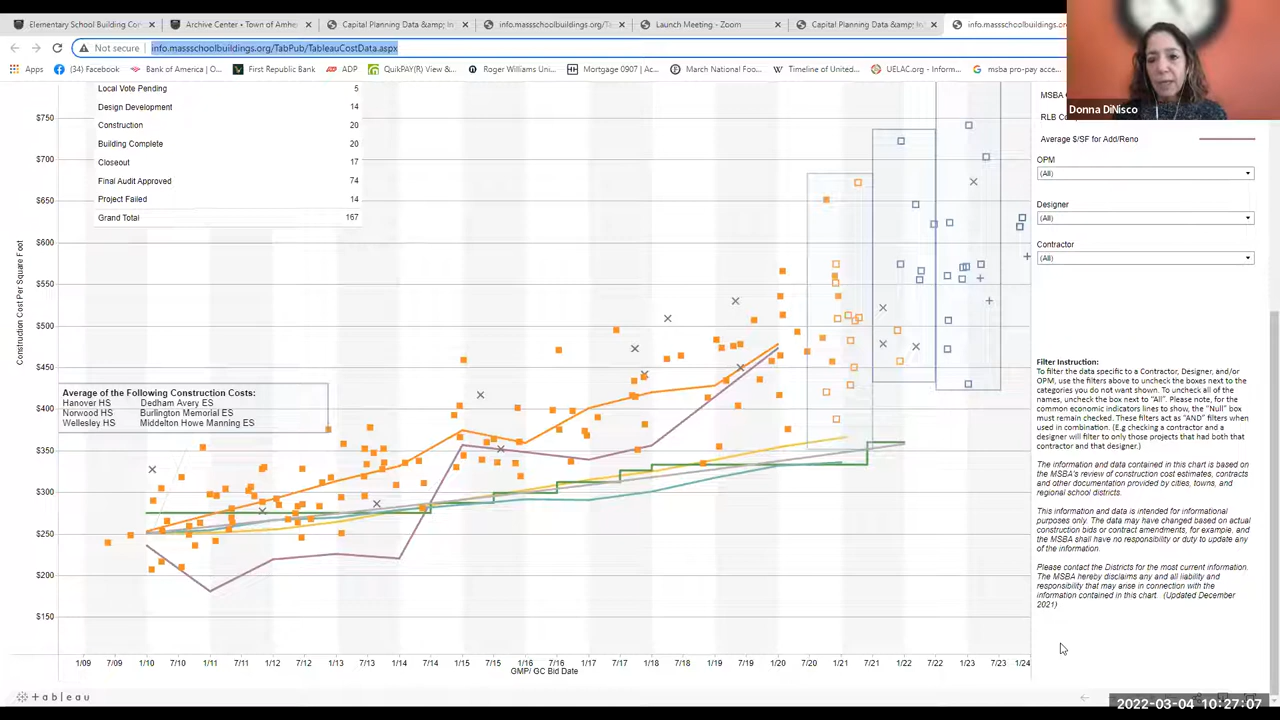 Elementary School Building Con
Archive Center • Town of Amhe
Capital Planning Data &amp; In
info.massschoolbuildings.org/Ta
Launch Meeting - Zoom
Capital Planning Data &amp; In
info.massschoolbuildings.org/Ta
Not secure
info.massschoolbuildings.org/TabPub/TableauCostData.aspx
Apps
(34) Facebook
Bank of America | O...
First Republic Bank
ADP
QuikPAY(R) View &...
Roger Williams Uni...
Mortgage 0907 | Ac...
March National Foo...
Timeline of United...
UELAC.org - Inform...
msba pro-pay acce...
Donna DiNisco
Local Vote Pending 5
Design Development 14
Construction 20
Building Complete 20
Closeout 17
Final Audit Approved 74
Project Failed 14
Grand Total 167
MSBA
RLB Co
Average $/SF for Add/Reno
OPM
(All)
Designer
(All)
Contractor
(All)
Construction Cost Per Square Foot
$750
$700
$650
$600
$550
$500
$450
$400
$350
$300
$250
$200
$150
Average of the Following Construction Costs:
Hanover HS Dedham Avery ES
Norwood HS Burlington Memorial ES
Wellesley HS Middelton Howe Manning ES
Filter Instruction:
To filter the data specific to a Contractor, Designer, and/or
OPM, use the filters above to uncheck the boxes next to the
categories you do not want shown. To uncheck all of the
names, uncheck the box next to "All". Please note, for the
common economic indicators lines to show, the "Null" box
must remain checked. These filters act as "AND" filters when
used in combination. (E.g checking a contractor and a
designer will filter to only those projects that had both that
contractor and that designer.)
The information and data contained in this chart is based on
the MSBA's review of construction cost estimates, contracts
and other documentation provided by cities, towns, and
regional school districts.
This information and data is intended for informational
purposes only. The data may have changed based on actual
construction bids or contract amendments, for example, and
the MSBA shall have no responsibility or duty to update any
of the information.
Please contact the Districts for the most current information.
The MSBA hereby disclaims any and all liability and
responsibility that may arise in connection with the
information contained in this chart. (Updated December
2021)
1/09 7/09 1/10 7/10 1/11 7/11 1/12 7/12 1/13 7/13 1/14 7/14 1/15 7/15 1/16 7/16 1/17 7/17 1/18 7/18 1/19 7/19 1/20 7/20 1/21 7/21 1/22 7/22 1/23 7/23 1/24
GMP/ GC Bid Date
+ableau
2022-03-04 10:27:07